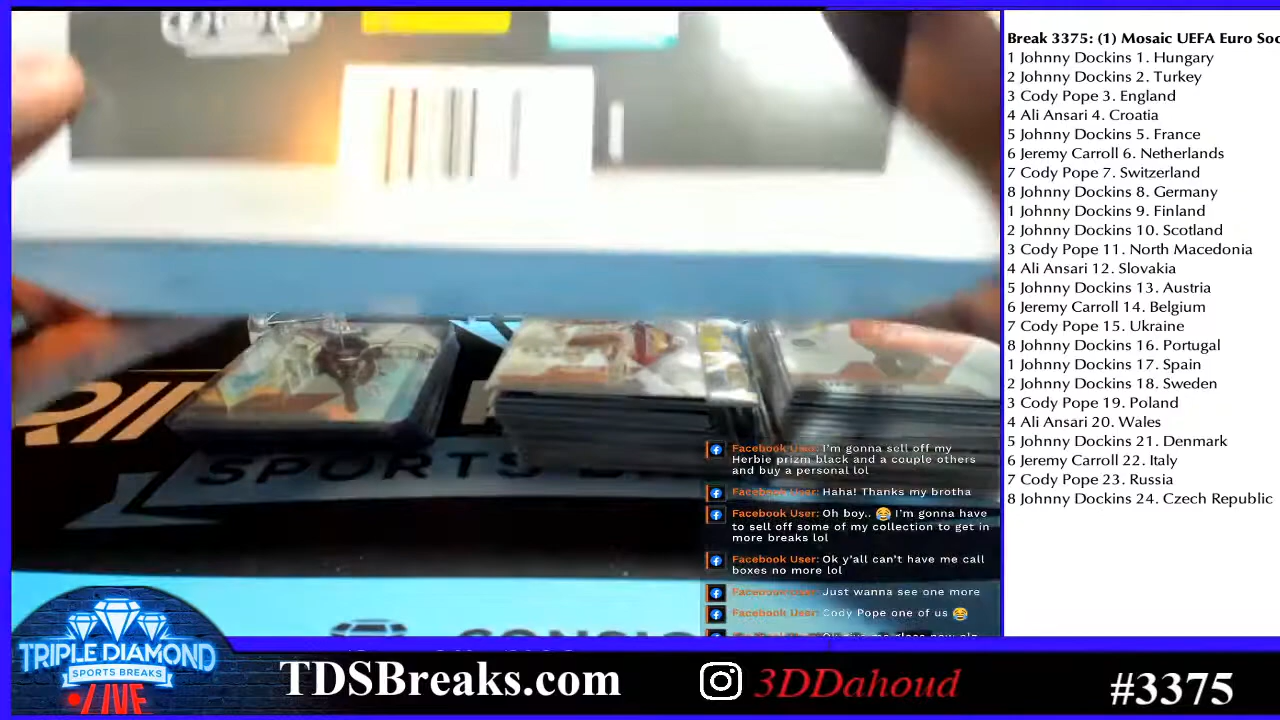 Break 3375: (1) Mosaic UEFA Euro Soc
1 Johnny Dockins 1. Hungary
2 Johnny Dockins 2. Turkey
3 Cody Pope 3. England
4 Ali Ansari 4. Croatia
5 Johnny Dockins 5. France
6 Jeremy Carroll 6. Netherlands
7 Cody Pope 7. Switzerland
8 Johnny Dockins 8. Germany
1 Johnny Dockins 9. Finland
2 Johnny Dockins 10. Scotland
3 Cody Pope 11. North Macedonia
4 Ali Ansari 12. Slovakia
5 Johnny Dockins 13. Austria
6 Jeremy Carroll 14. Belgium
7 Cody Pope 15. Ukraine
8 Johnny Dockins 16. Portugal
1 Johnny Dockins 17. Spain
2 Johnny Dockins 18. Sweden
3 Cody Pope 19. Poland
4 Ali Ansari 20. Wales
5 Johnny Dockins 21. Denmark
6 Jeremy Carroll 22. Italy
7 Cody Pope 23. Russia
8 Johnny Dockins 24. Czech Republic
SPORTS
Facebook User: I'm gonna sell off my
Herbie prizm black and a couple others
and buy a personal lol
Facebook User: Haha! Thanks my brotha
Facebook User: Oh boy.. 😂 I'm gonna have
to sell off some of my collection to get in
more breaks lol
Facebook User: Ok y'all can't have me call
boxes no more lol
Facebook User: Just wanna see one more
Facebook User: Cody Pope one of us 😂
TRIPLE DIAMOND
SPORTS BREAKS
LIVE
TDSBreaks.com
3DDahoud
#3375